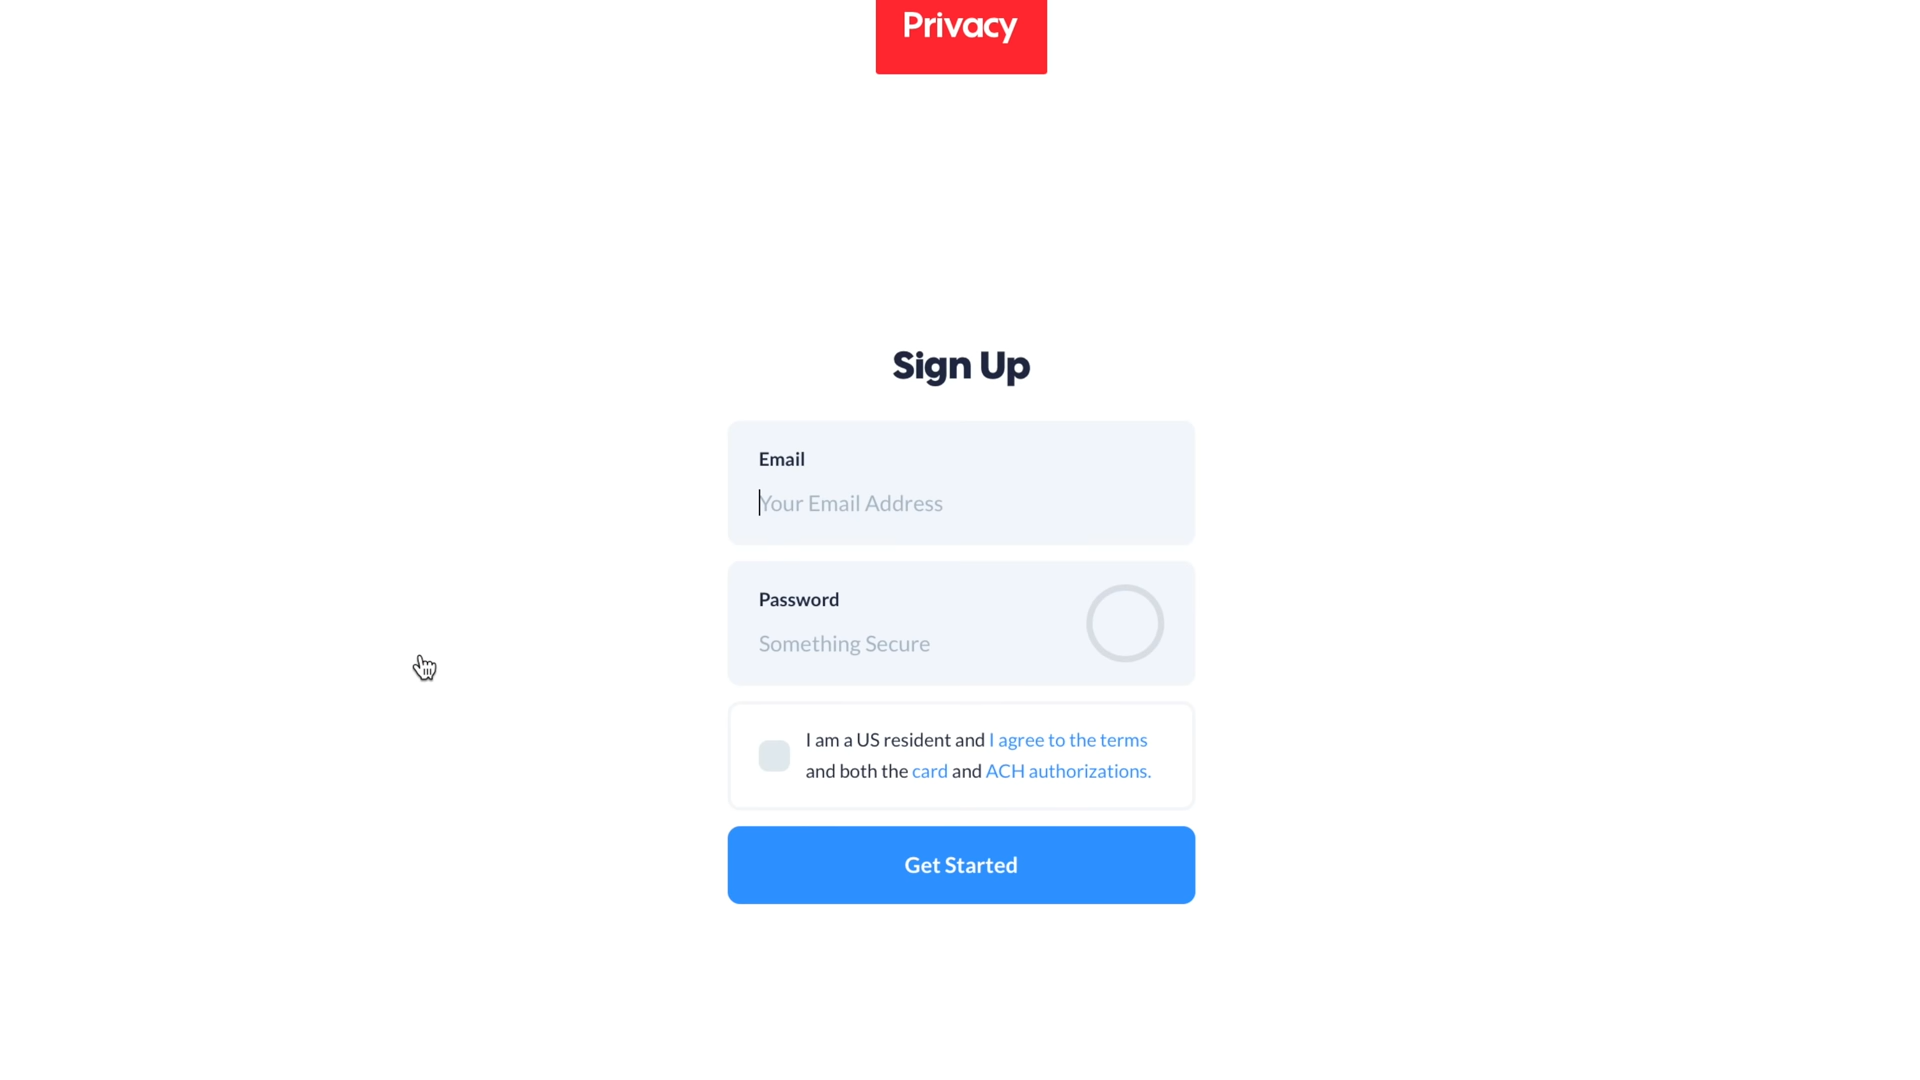 Privacy
Sign Up
Email
Your Email Address
Password
Something Secure
I am a US resident and I agree to the terms
and both the card and ACH authorizations.
Get Started